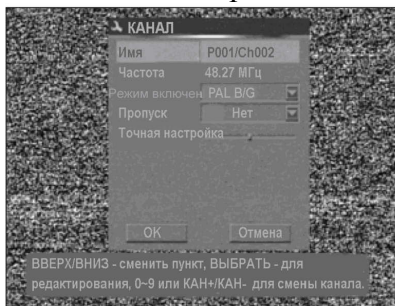 КАНАЛ
Имя P001/Ch002
Частота 48.27 МГц
Режим включен PAL B/G
Пропуск Нет
Точная настройка
OK Отмена
ВВЕРХ/ВНИЗ - сменить пункт, ВЫБРАТЬ - для
редактирования, 0~9 или КАН+/КАН- для смены канала.